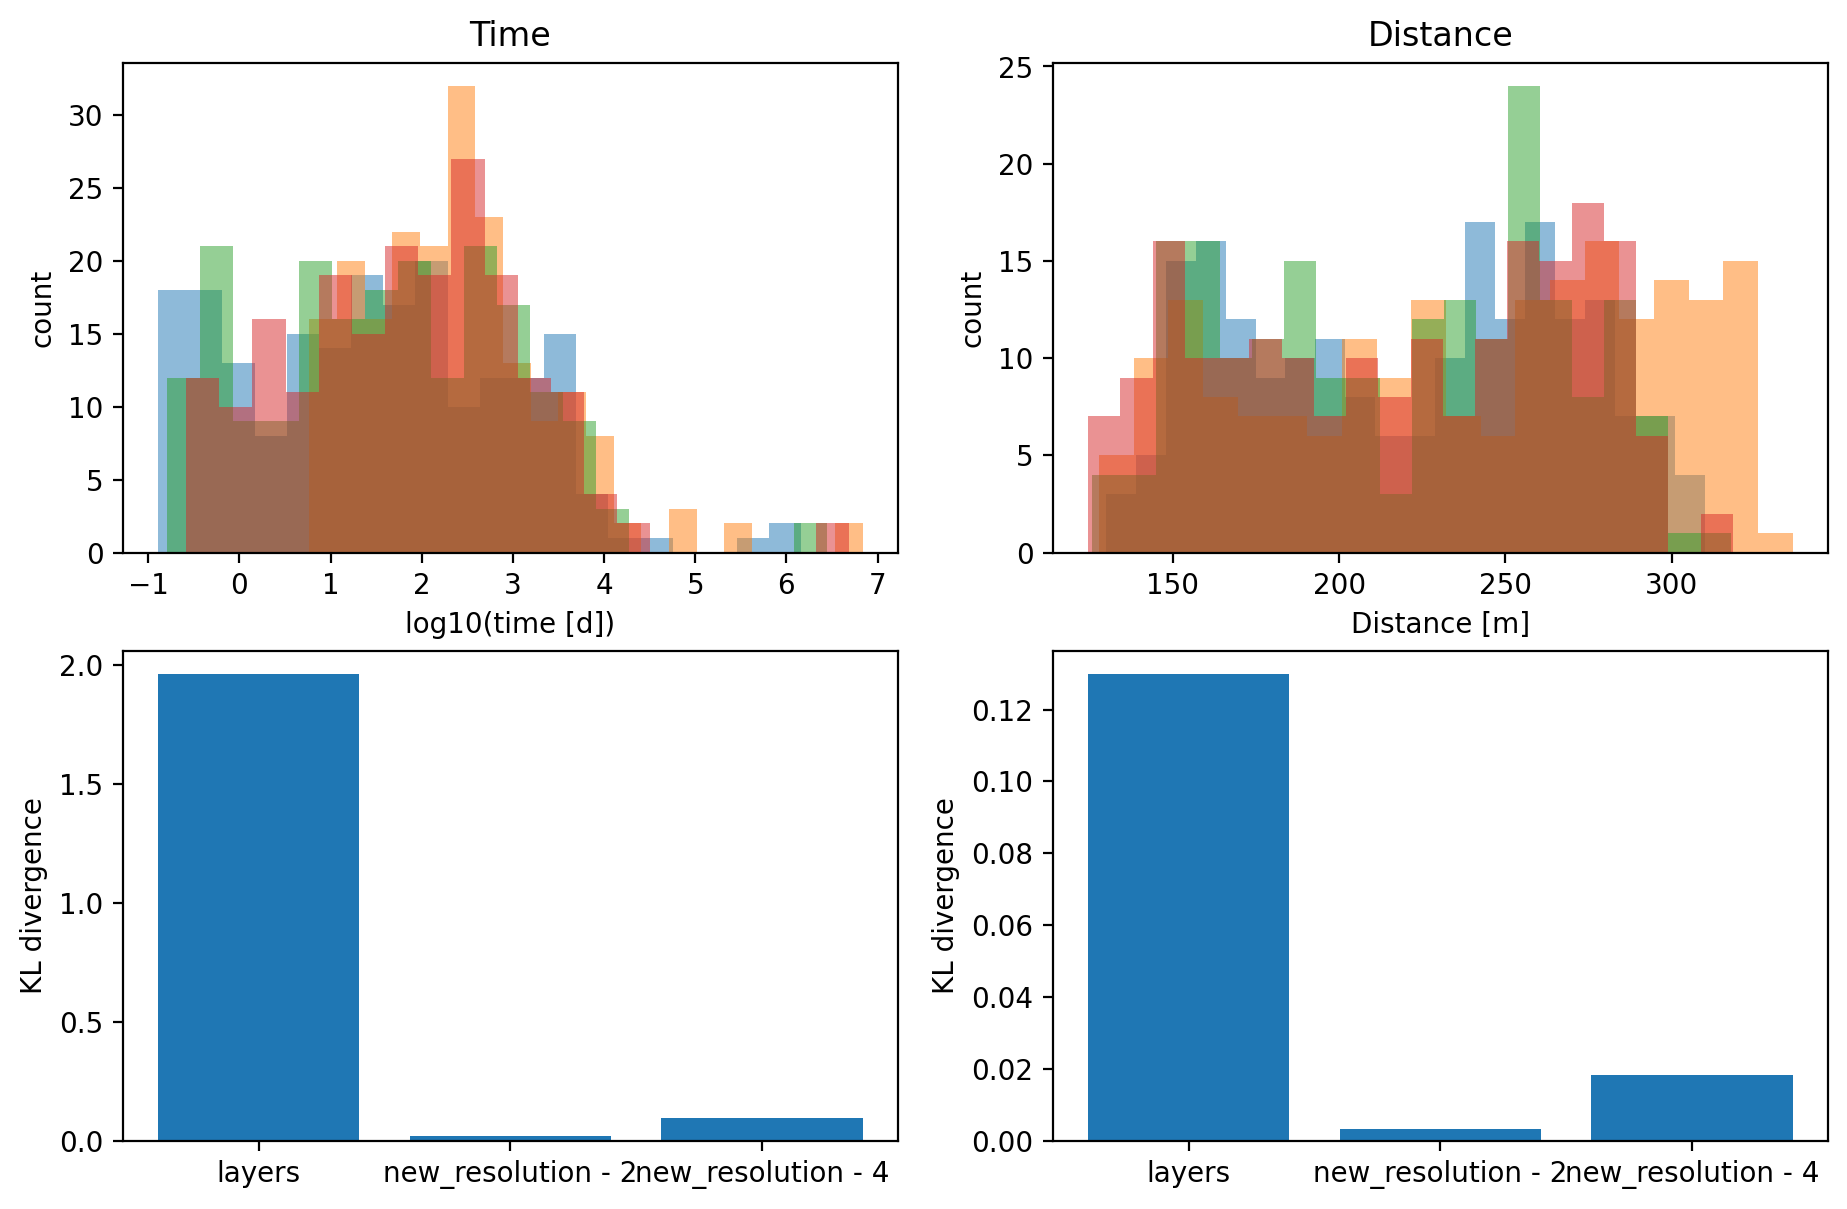 Time
30
25
20
15
10
5
0
count
−1 0 1 2 3 4 5 6 7
log10(time [d])
Distance
25
20
15
10
5
0
count
150 200 250 300
Distance [m]
2.0
1.5
1.0
0.5
0.0
KL divergence
layers new_resolution - 2 new_resolution - 4
0.12
0.10
0.08
0.06
0.04
0.02
0.00
KL divergence
layers new_resolution - 2 new_resolution - 4